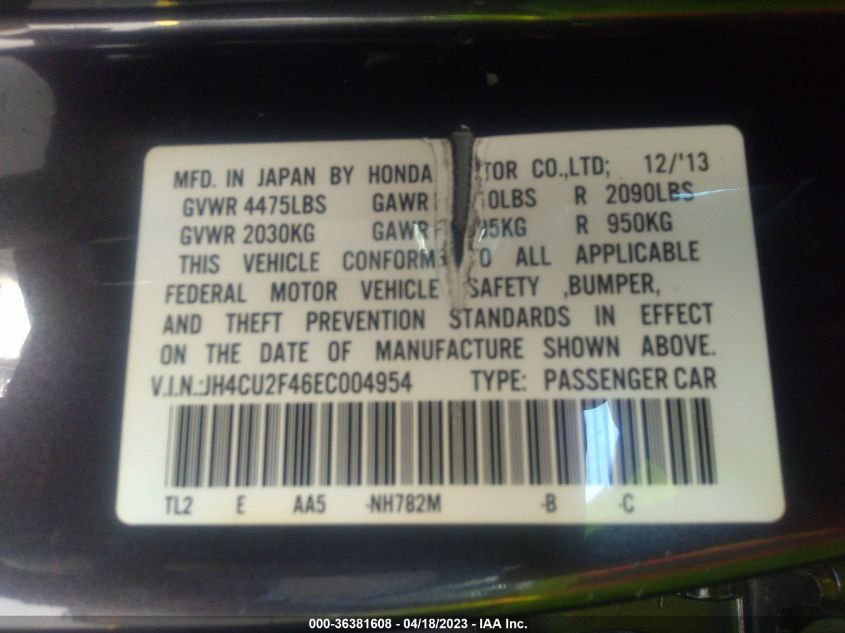 MFD. IN JAPAN BY HONDA TOR CO.,LTD; 12/'13
GVWR 4475LBS GAWR 0LBS R 2090LBS
GVWR 2030KG GAWR F 5KG R 950KG
THIS VEHICLE CONFORM O ALL APPLICABLE
FEDERAL MOTOR VEHICLE SAFETY ,BUMPER,
AND THEFT PREVENTION STANDARDS IN EFFECT
ON THE DATE OF MANUFACTURE SHOWN ABOVE.
V.I.N.:JH4CU2F46EC004954 TYPE: PASSENGER CAR
TL2 E AA5 -NH782M -B -C
000-36381608 - 04/18/2023 - IAA Inc.